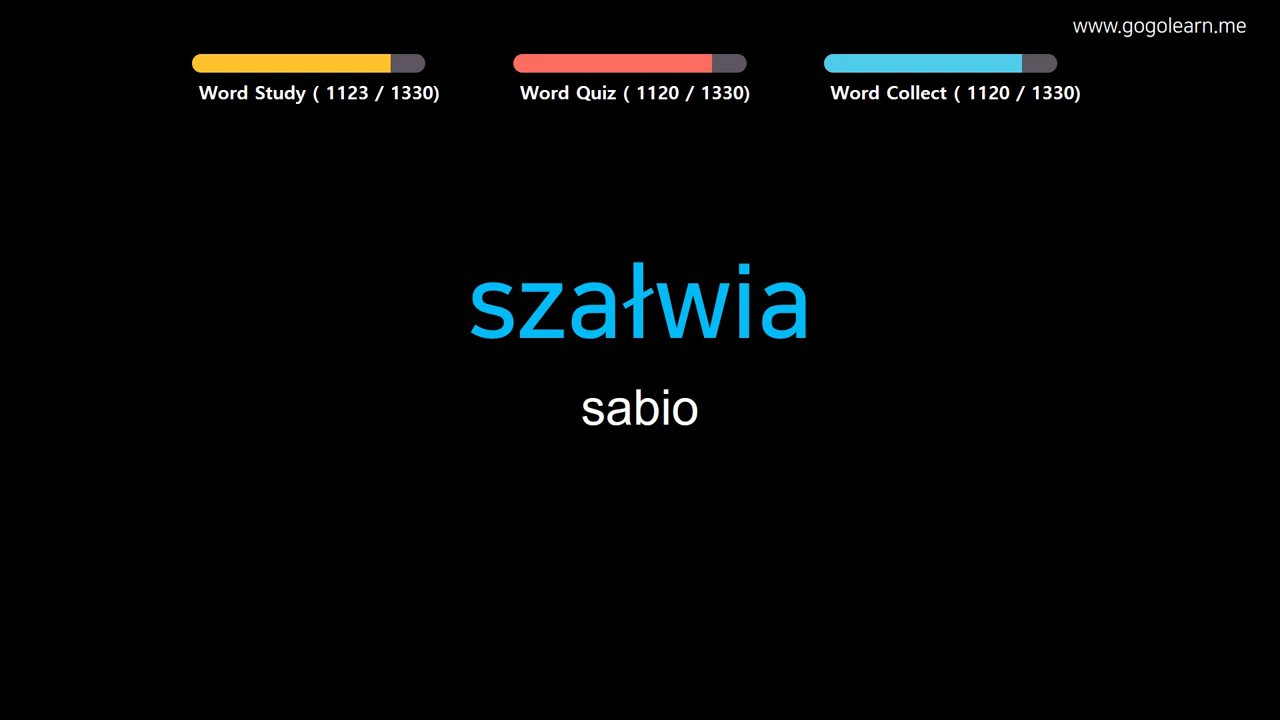 www.gogolearn.me
Word Study ( 1123 / 1330)
Word Quiz ( 1120 / 1330)
Word Collect ( 1120 / 1330)
szałwia
sabio